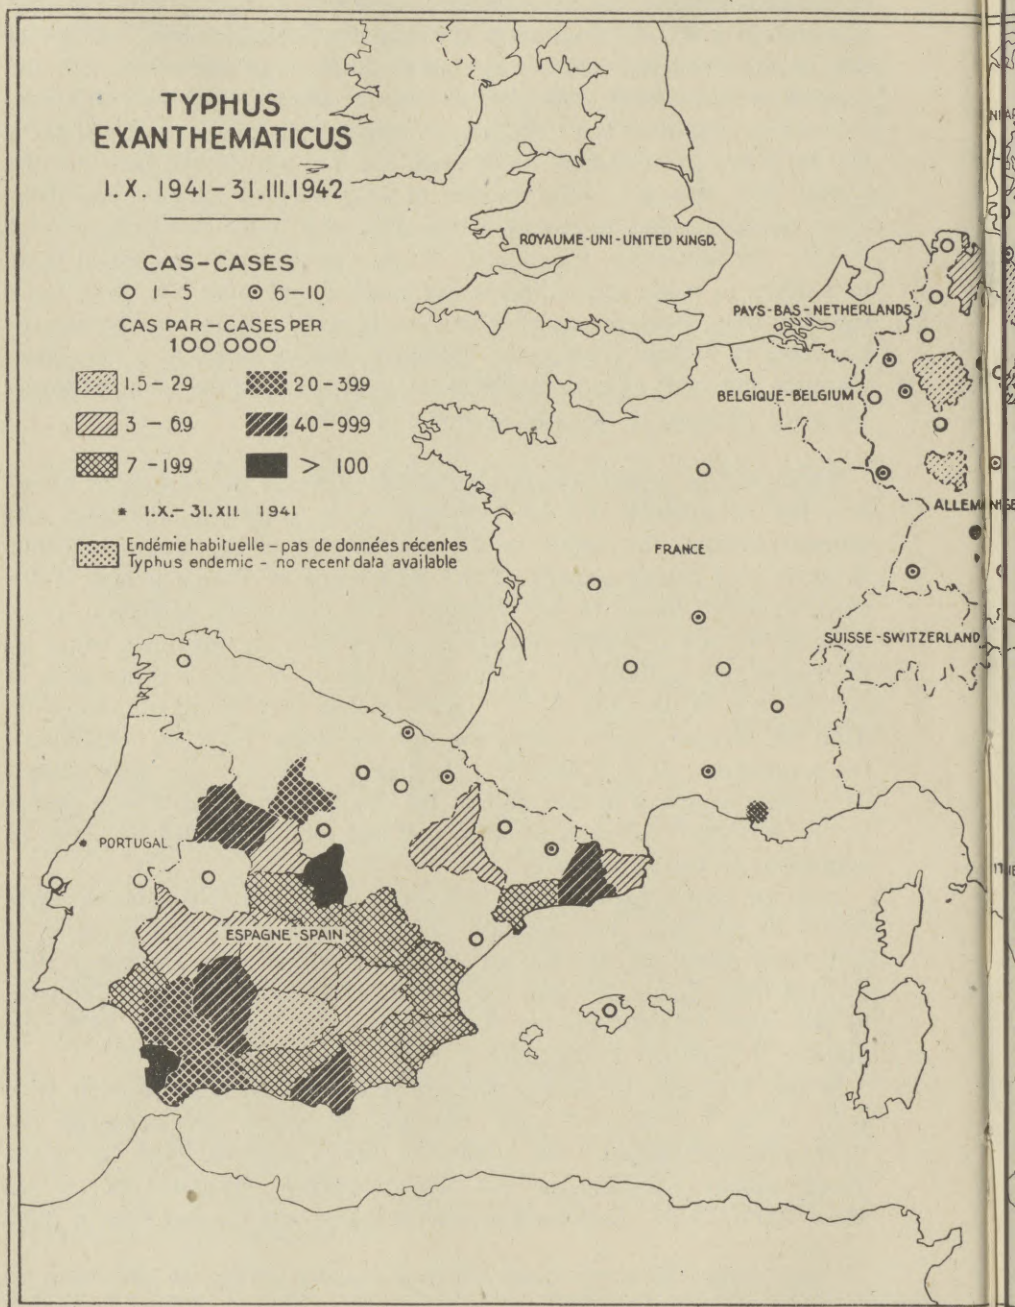 TYPHUS
EXANTHEMATICUS
1.X. 1941–31.III.1942
CAS–CASES
1–5
6–10
CAS PAR–CASES PER
100 000
1.5–2.9
20–39.9
3–6.9
40–99.9
7–19.9
> 100
* 1.X.–31.XII. 1941
Endémie habituelle – pas de données récentes
Typhus endemic – no recent data available
ROYAUME-UNI-UNITED KINGD.
PAYS-BAS-NETHERLANDS
BELGIQUE-BELGIUM
ALLEMA
FRANCE
SUISSE-SWITZERLAND
* PORTUGAL
ESPAGNE-SPAIN